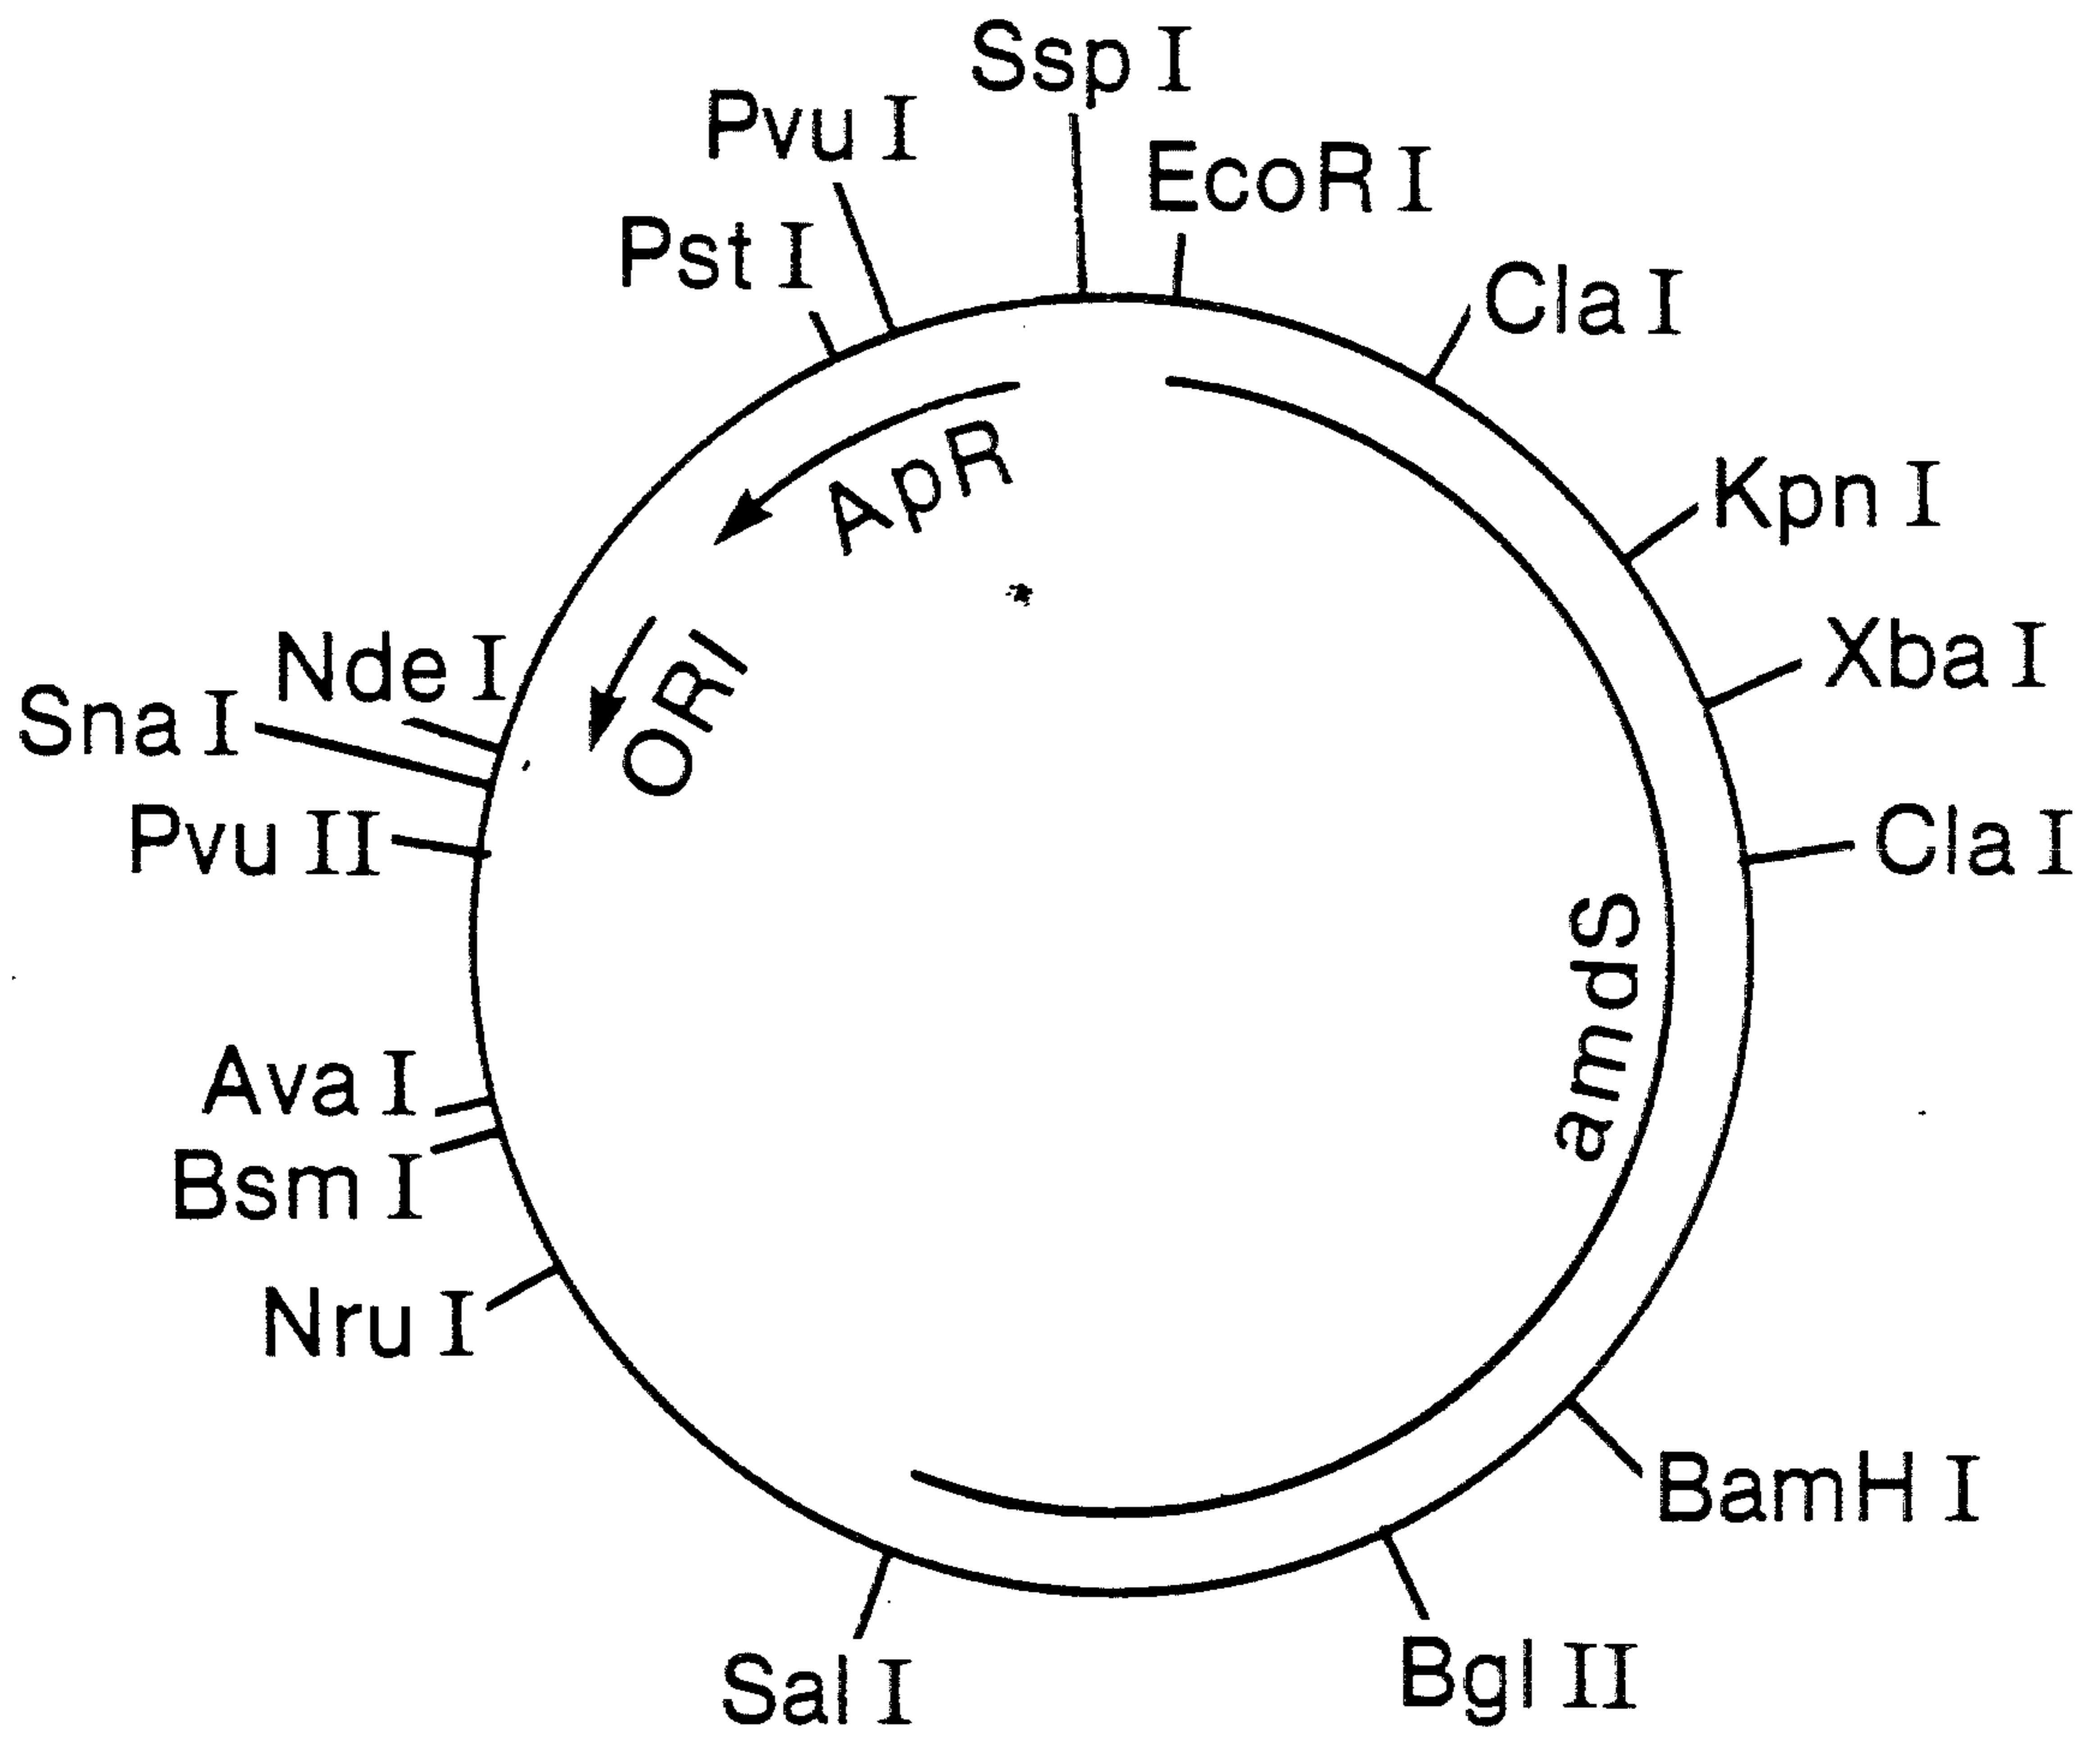 Ssp I
Pvu I
EcoR I
Pst I
Cla I
Kpn I
ApR
Xba I
Nde I
Sna I
ORI
Pvu II
Cla I
amdS
Ava I
Bsm I
Nru I
BamH I
Bgl II
Sal I